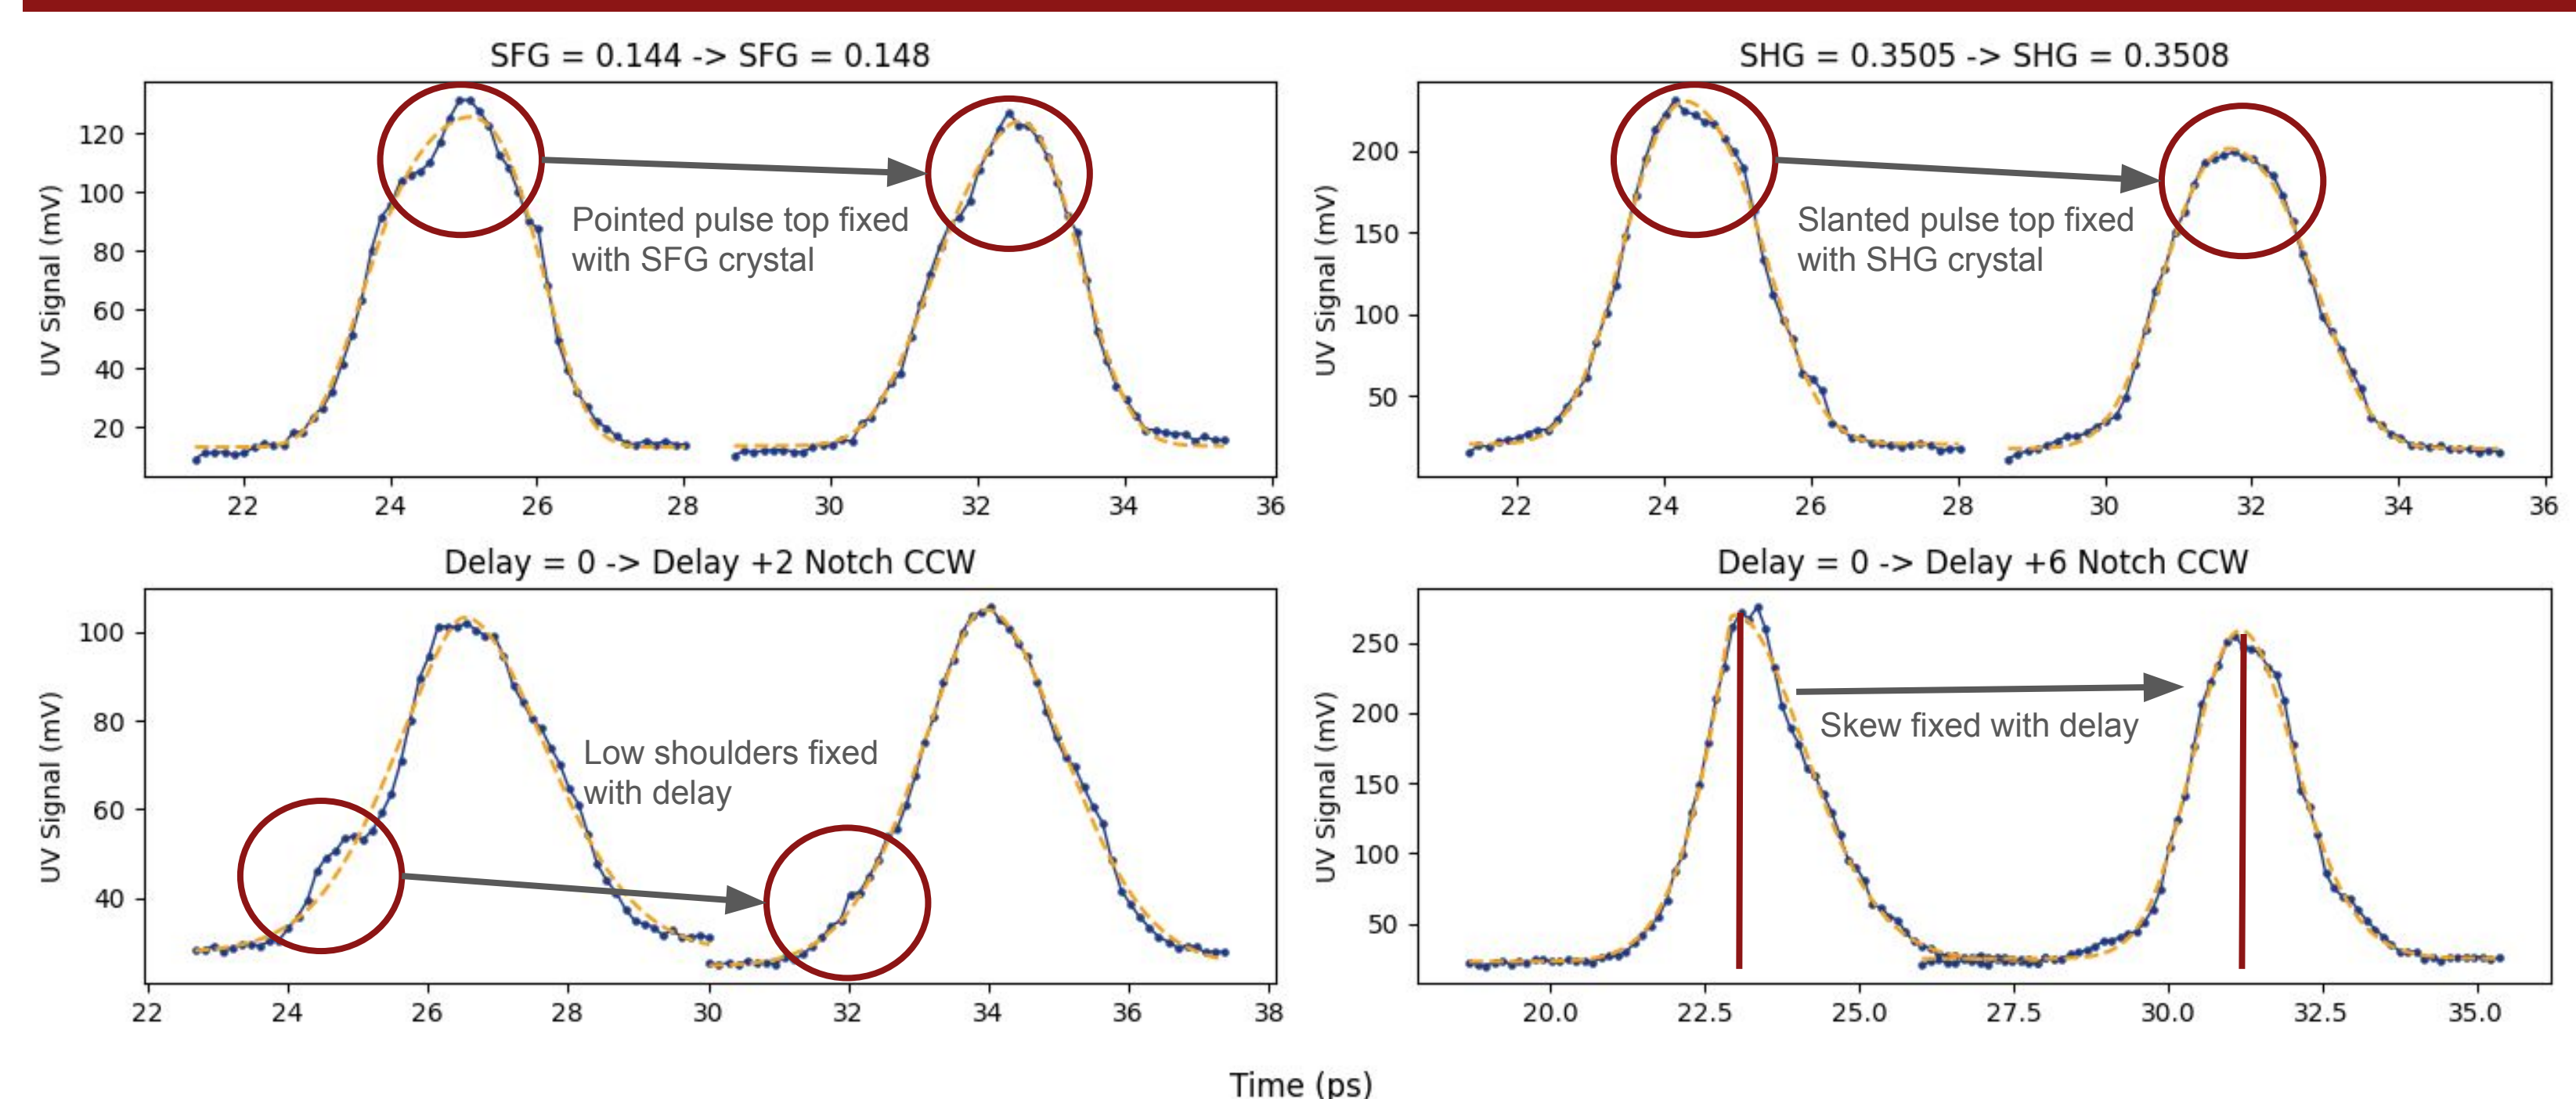 SFG = 0.144 -> SFG = 0.148
UV Signal (mV)
120
100
80
60
40
20
Pointed pulse top fixed
with SFG crystal
22 24 26 28 30 32 34 36
SHG = 0.3505 -> SHG = 0.3508
UV Signal (mV)
200
150
100
50
Slanted pulse top fixed
with SHG crystal
22 24 26 28 30 32 34 36
Delay = 0 -> Delay +2 Notch CCW
UV Signal (mV)
100
80
60
40
Low shoulders fixed
with delay
22 24 26 28 30 32 34 36 38
Delay = 0 -> Delay +6 Notch CCW
UV Signal (mV)
250
200
150
100
50
Skew fixed with delay
20.0 22.5 25.0 27.5 30.0 32.5 35.0
Time (ps)